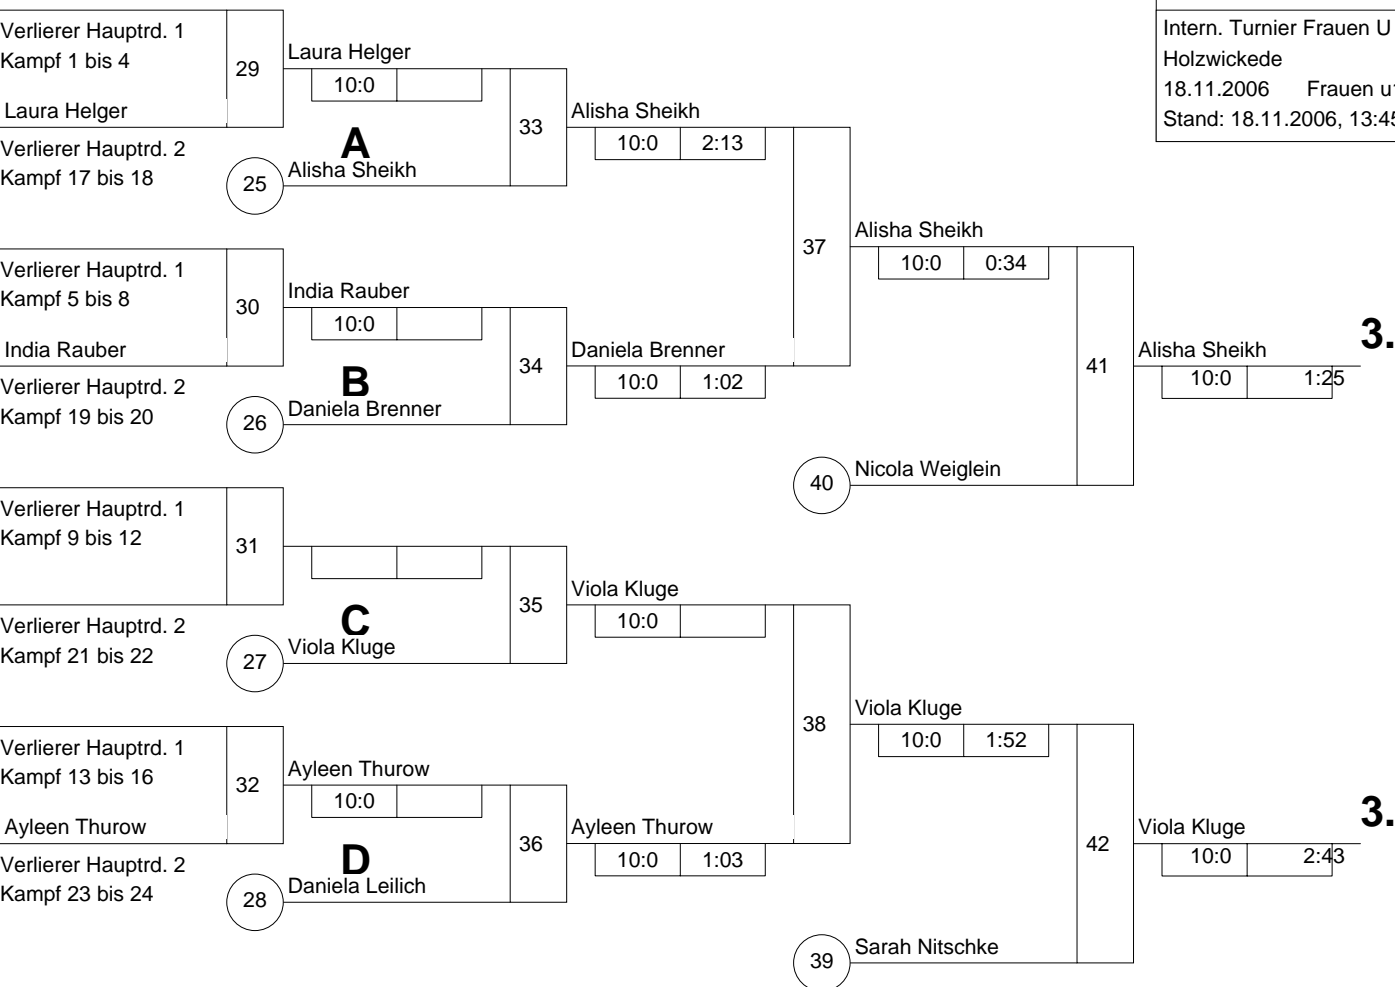 Intern. Turnier Frauen U
Holzwickede
18.11.2006 Frauen
Stand: 18.11.2006,
Verlierer Hauptrd. 1
Kampf 1 bis 4
29
Laura Helger
Laura Helger
10:0
Verlierer Hauptrd. 2
Kampf 17 bis 18
A
25
Alisha Sheikh
33
Alisha Sheikh
10:0 2:13
Verlierer Hauptrd. 1
Kampf 5 bis 8
30
India Rauber
India Rauber
10:0
Verlierer Hauptrd. 2
Kampf 19 bis 20
B
26
Daniela Brenner
34
Daniela Brenner
10:0 1:02
37
Alisha Sheikh
10:0 0:34
40
Nicola Weiglein
41
Alisha Sheikh
10:0 1:25
3.
Verlierer Hauptrd. 1
Kampf 9 bis 12
31
Verlierer Hauptrd. 2
Kampf 21 bis 22
C
27
Viola Kluge
35
Viola Kluge
10:0
Verlierer Hauptrd. 1
Kampf 13 bis 16
32
Ayleen Thurow
Ayleen Thurow
10:0
Verlierer Hauptrd. 2
Kampf 23 bis 24
D
28
Daniela Leilich
36
Ayleen Thurow
10:0 1:03
38
Viola Kluge
10:0 1:52
39
Sarah Nitschke
42
Viola Kluge
10:0 2:43
3.